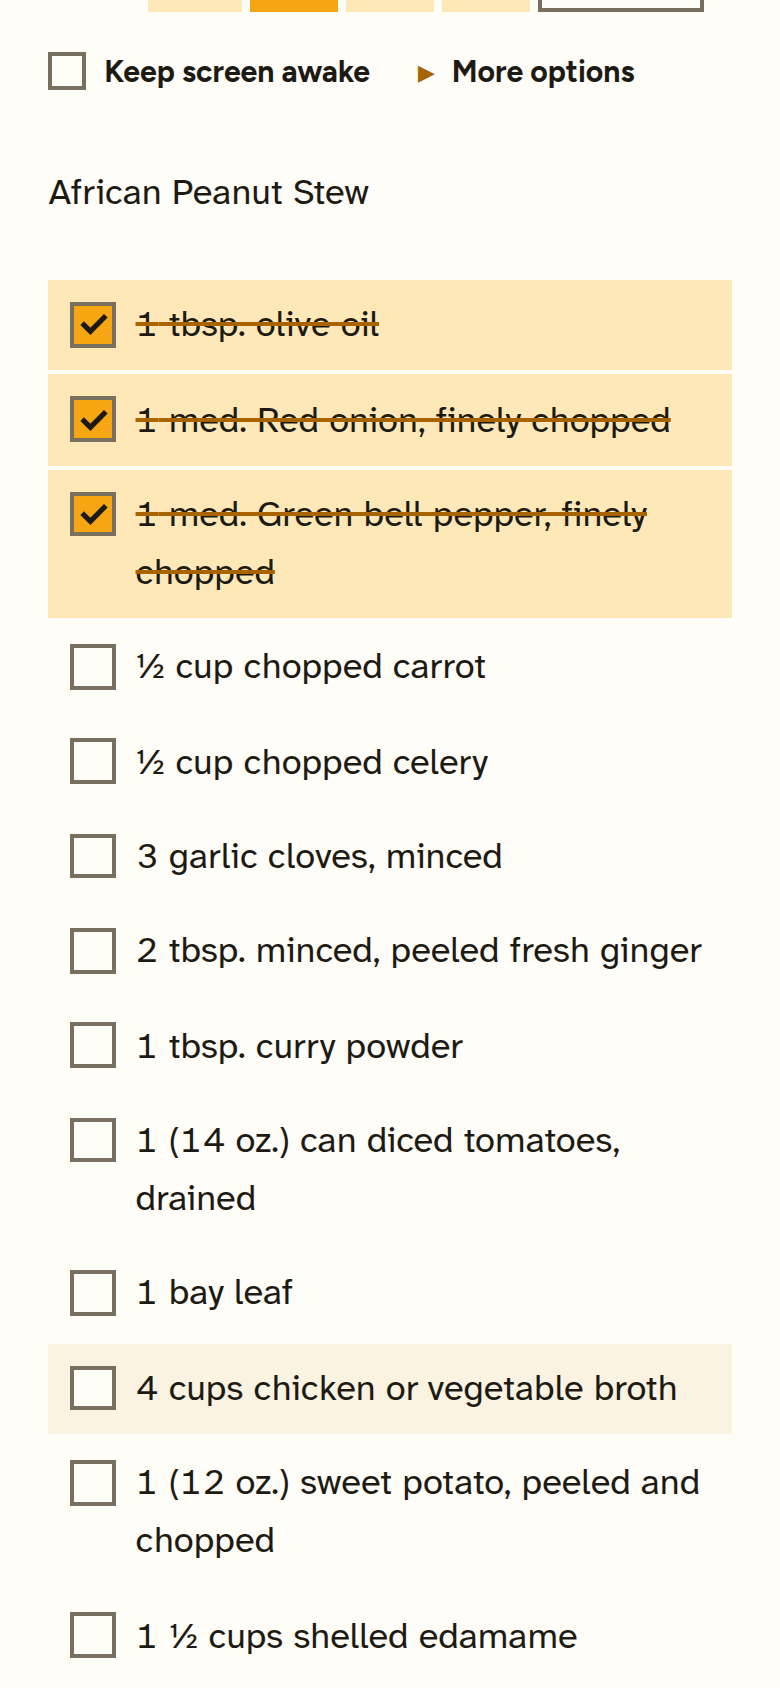 Keep screen awake ▶ More options
African Peanut Stew
1 tbsp. olive oil
1 med. Red onion, finely chopped
1 med. Green bell pepper, finely
chopped
½ cup chopped carrot
½ cup chopped celery
3 garlic cloves, minced
2 tbsp. minced, peeled fresh ginger
1 tbsp. curry powder
1 (14 oz.) can diced tomatoes,
drained
1 bay leaf
4 cups chicken or vegetable broth
1 (12 oz.) sweet potato, peeled and
chopped
1 ½ cups shelled edamame